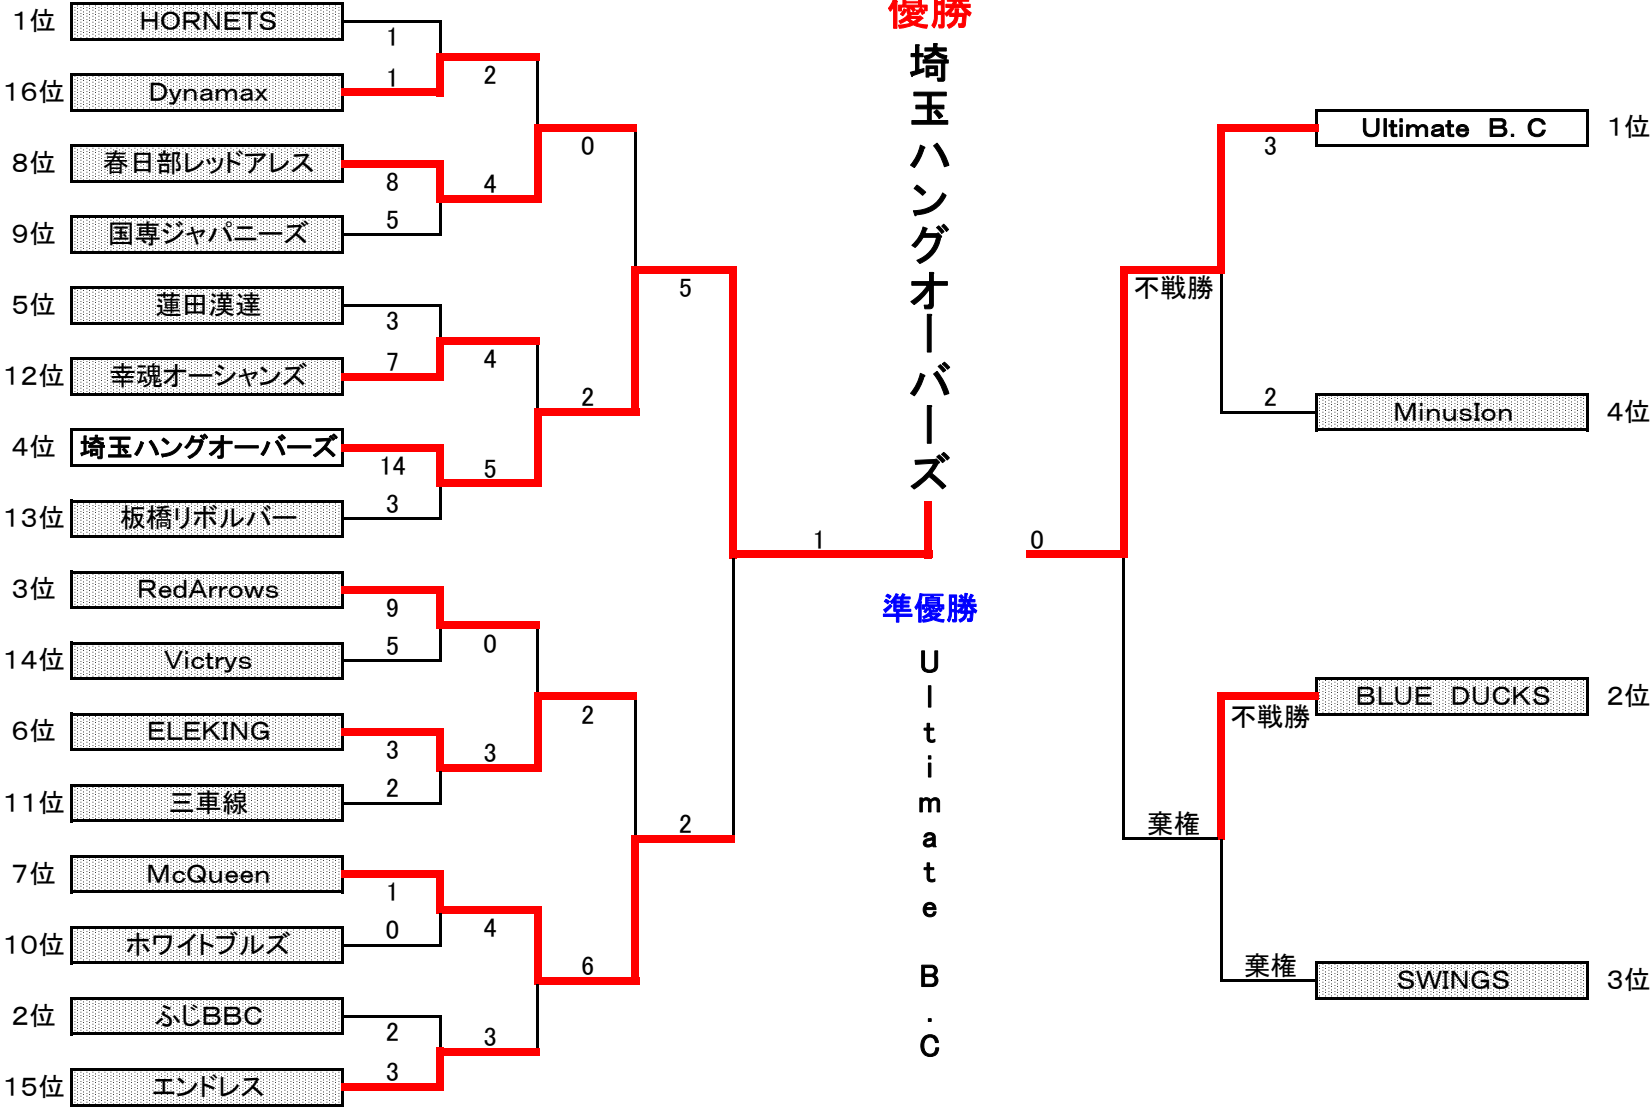 1位 HORNETS
1
1
16位 Dynamax
2
8位 春日部レッドアレス
8
5
9位 国専ジャパニーズ
4
0
5位 蓮田漢達
3
7
12位 幸魂オーシャンズ
4
4位 埼玉ハングオーバーズ
14
3
13位 板橋リボルバー
5
2
5
3位 RedArrows
9
5
14位 Victrys
0
6位 ELEKING
3
2
11位 三車線
3
2
7位 McQueen
1
0
10位 ホワイトブルズ
4
2位 ふじBBC
2
3
15位 エンドレス
3
6
2
1
優勝
埼玉ハングオーバーズ
準優勝
Ultimate B.C
0
Ultimate B.C 1位
3
不戦勝
2
MinusIon 4位
BLUE DUCKS 2位
不戦勝
棄権
棄権
SWINGS 3位